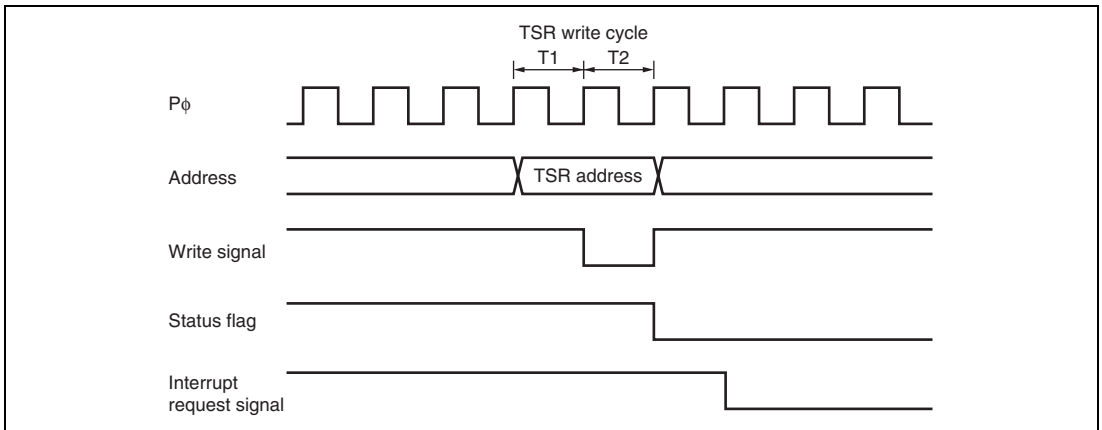 TSR write cycle
T1 T2
Pϕ
Address
TSR address
Write signal
Status flag
Interrupt
request signal